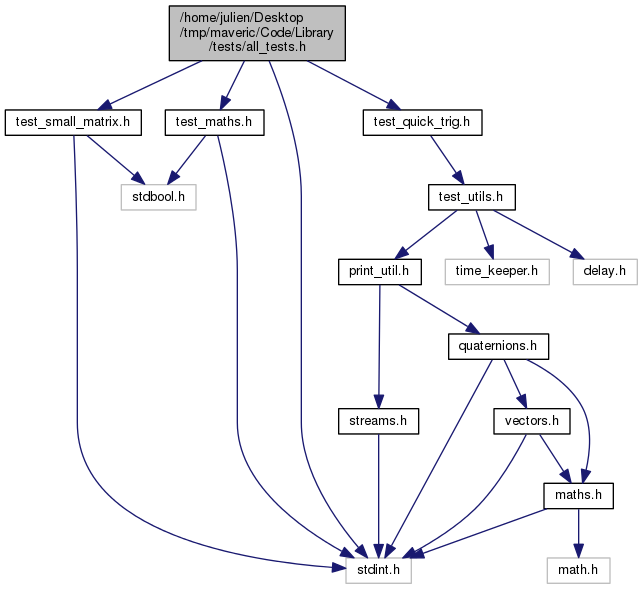 /home/julien/Desktop
/tmp/maveric/Code/Library
/tests/all_tests.h
test_small_matrix.h
test_maths.h
test_quick_trig.h
stdbool.h
test_utils.h
print_util.h
time_keeper.h
delay.h
quaternions.h
streams.h
vectors.h
maths.h
stdint.h
math.h